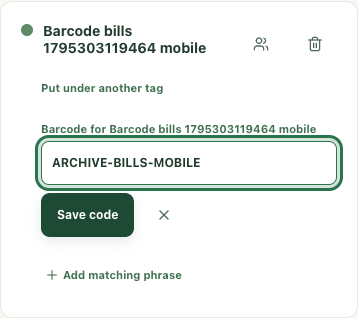 Barcode bills
1795303119464 mobile
Put under another tag
Barcode for Barcode bills 1795303119464 mobile
ARCHIVE-BILLS-MOBILE
Save code
Add matching phrase